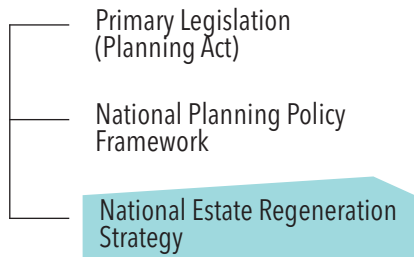 Primary Legislation
(Planning Act)
National Planning Policy
Framework
National Estate Regeneration
Strategy